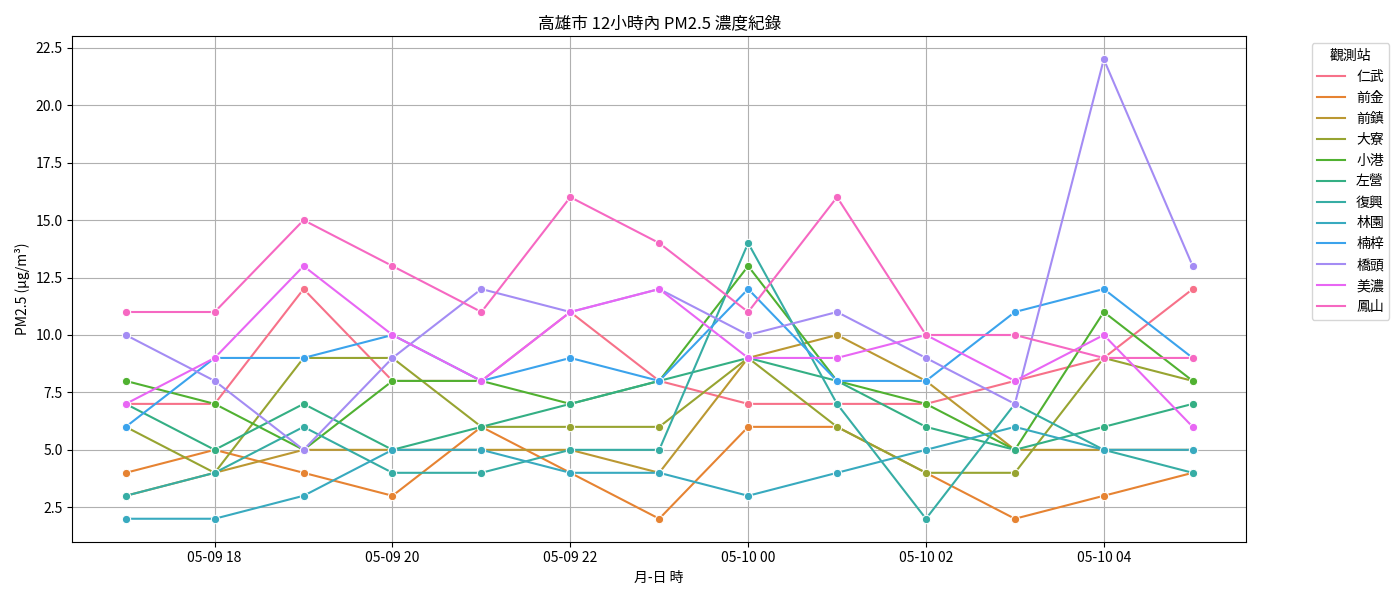 高雄市 12小時內 PM2.5 濃度紀錄
PM2.5 (μg/m³)
22.5
20.0
17.5
15.0
12.5
10.0
7.5
5.0
2.5
05-09 18
05-09 20
05-09 22
05-10 00
05-10 02
05-10 04
月-日 時
觀測站
仁武
前金
前鎮
大寮
小港
左營
復興
林園
楠梓
橋頭
美濃
鳳山